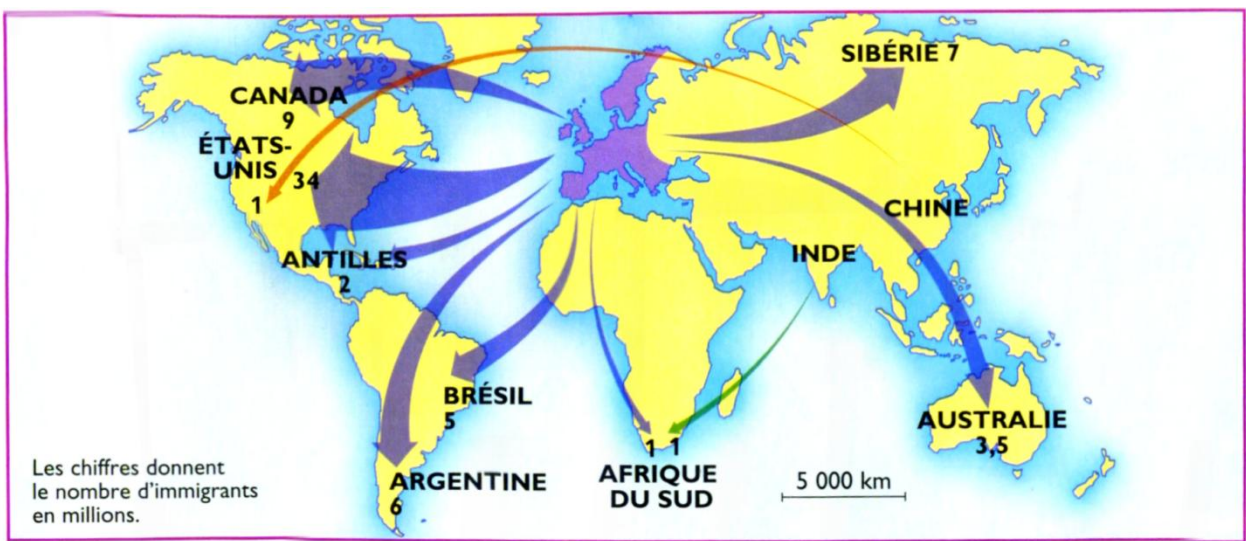 SIBÉRIE 7
CANADA
9
ÉTATS-
UNIS
34
1
CHINE
ANTILLES
2
INDE
BRÉSIL
5
AUSTRALIE
3,5
1 1
AFRIQUE
DU SUD
ARGENTINE
6
5 000 km
Les chiffres donnent
le nombre d'immigrants
en millions.